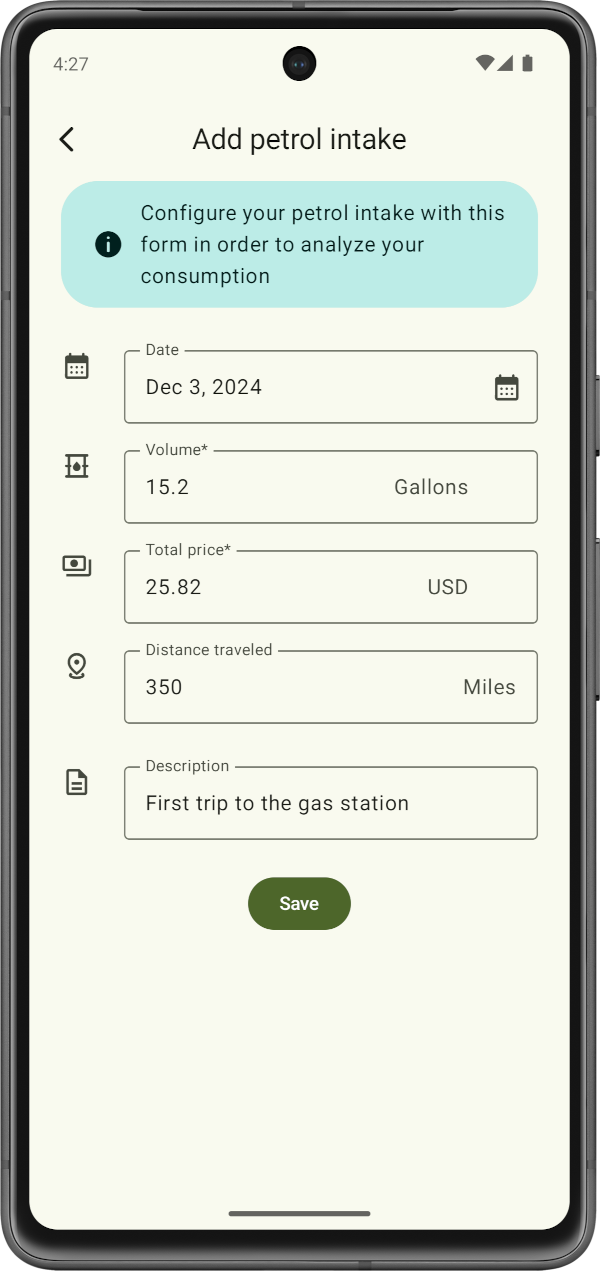 4:27
Add petrol intake
Configure your petrol intake with this
form in order to analyze your
consumption
Date
Dec 3, 2024
Volume*
15.2 Gallons
Total price*
25.82 USD
Distance traveled
350 Miles
Description
First trip to the gas station
Save